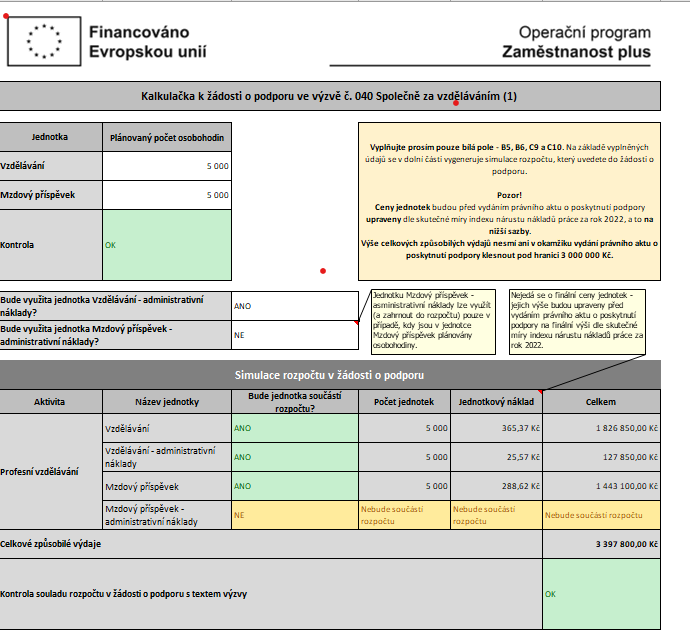 Financováno
Evropskou unií
Operační program
Zaměstnanost plus
Kalkulačka k žádosti o podporu ve výzvě č. 040 Společně za vzděláváním (1)
Jednotka
Plánovaný počet osobohodin
Vzdělávání
5 000
Mzdový příspěvek
5 000
Kontrola
OK
Vyplňujte prosím pouze bílá pole - B5, B6, C9 a C10. Na základě vyplněných
údajů se v dolní části vygeneruje simulace rozpočtu, který uvedete do žádosti o
podporu.
Pozor!
Ceny jednotek budou před vydáním právního aktu o poskytnutí podpory
upraveny dle skutečné míry indexu nárustu nákladů práce za rok 2022, a to na
nižší sazby.
Výše celkových způsobilých výdajů nesmí ani v okamžiku vydání právního aktu o
poskytnutí podpory klesnout pod hranici 3 000 000 Kč.
Bude využita jednotka Vzdělávání - administrativní
náklady?
ANO
Bude využita jednotka Mzdový příspěvek -
administrativní náklady?
NE
Jednotku Mzdový příspěvek -
asministrativní náklady lze využít
(a zahrnout do rozpočtu) pouze v
případě, kdy jsou v jednotce
Mzdový příspěvek plánovány
osobohodiny.
Nejedá se o finální ceny jednotek -
jejich výše budou upraveny před
vydáním právního aktu o poskytnutí
podpory na finální výši dle skutečné
míry indexu nárustu nákladů práce za
rok 2022.
Simulace rozpočtu v žádosti o podporu
Aktivita
Název jednotky
Bude jednotka součástí
rozpočtu?
Počet jednotek
Jednotkový náklad
Celkem
Profesní vzdělávání
Vzdělávání
ANO
5 000
365,37 Kč
1 826 850,00 Kč
Vzdělávání - administrativní
náklady
ANO
5 000
25,57 Kč
127 850,00 Kč
Mzdový příspěvek
ANO
5 000
288,62 Kč
1 443 100,00 Kč
Mzdový příspěvek -
administrativní náklady
NE
Nebude součástí
rozpočtu
Nebude součástí
rozpočtu
Nebude součástí rozpočtu
Celkové způsobilé výdaje
3 397 800,00 Kč
Kontrola souladu rozpočtu v žádosti o podporu s textem výzvy
OK